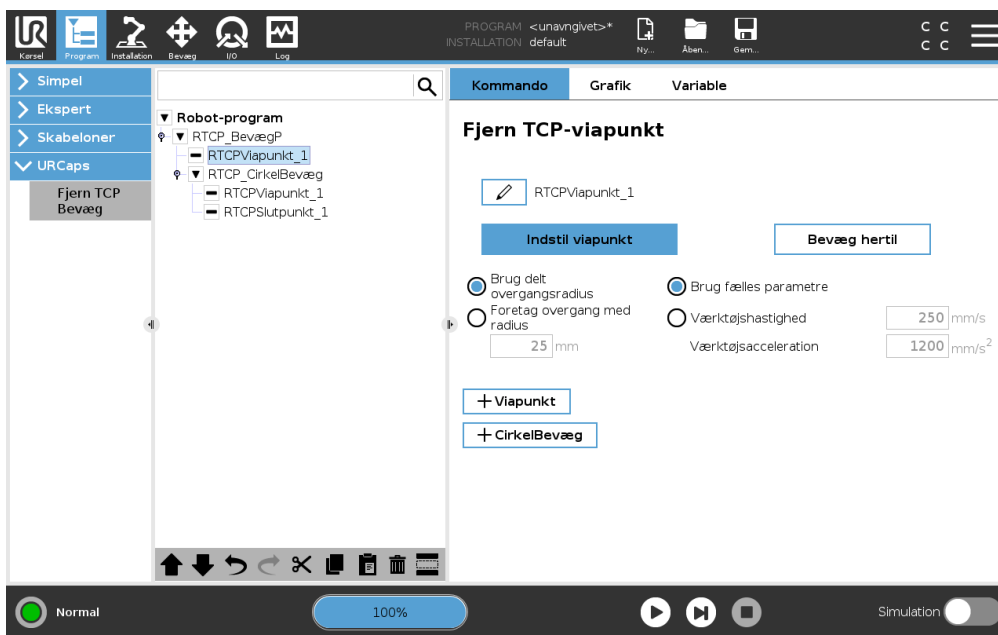 UR
Kørsel
Program
Installation
Bevæg
I/O
Log
PROGRAM <unavngivet>*
INSTALLATION default
Ny...
Åben...
Gem...
C C
C C
Simpel
Ekspert
Skabeloner
URCaps
Fjern TCP
Bevæg
Robot-program
RTCP_BevægP
RTCPViapunkt_1
RTCP_CirkelBevæg
RTCPViapunkt_1
RTCPSlutpunkt_1
Kommando
Grafik
Variable
Fjern TCP-viapunkt
RTCPViapunkt_1
Indstil viapunkt
Bevæg hertil
Brug delt
overgangsradius
Foretag overgang med
radius
25 mm
Brug fælles parametre
Værktøjshastighed 250 mm/s
Værktøjsacceleration 1200 mm/s²
+ Viapunkt
+ CirkelBevæg
Normal
100%
Simulation